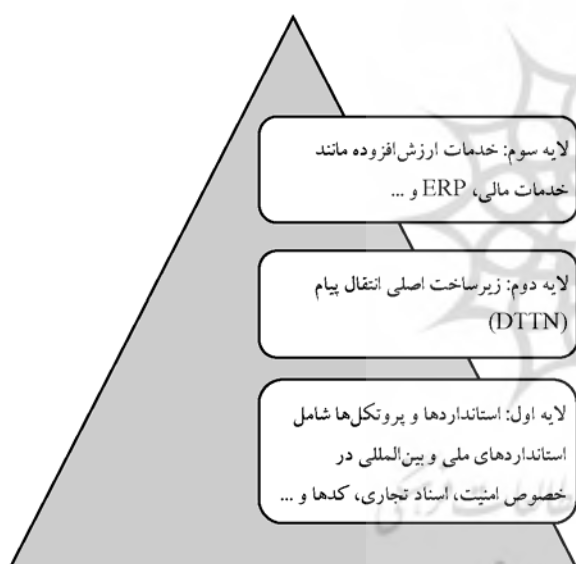 لایه سوم: خدمات ارزش‌افزوده مانند
خدمات مالی، ERP و ...
لایه دوم: زیرساخت اصلی انتقال پیام
(DTTN)
لایه اول: استانداردها و پروتکل‌ها شامل
استانداردهای ملی و بین‌المللی در
خصوص امنیت، اسناد تجاری، کدها و ...